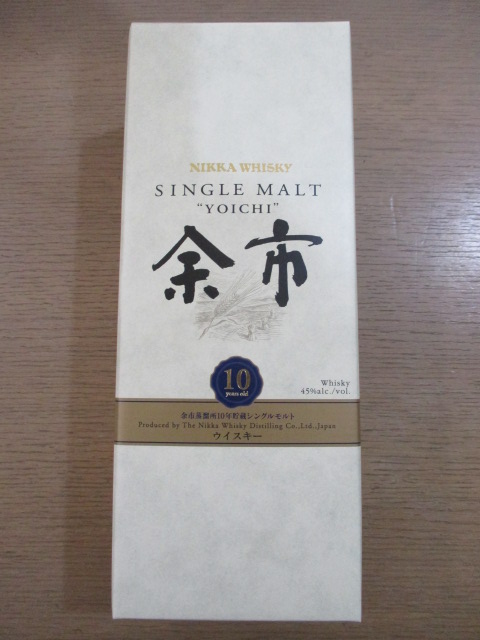 NIKKA WHISKY
SINGLE MALT
"YOICHI"
余市
10
years old
Whisky
45%alc./vol.
余市蒸溜所10年貯蔵シングルモルト
Produced by The Nikka Whisky Distilling Co.,Ltd.,Japan
ウイスキー